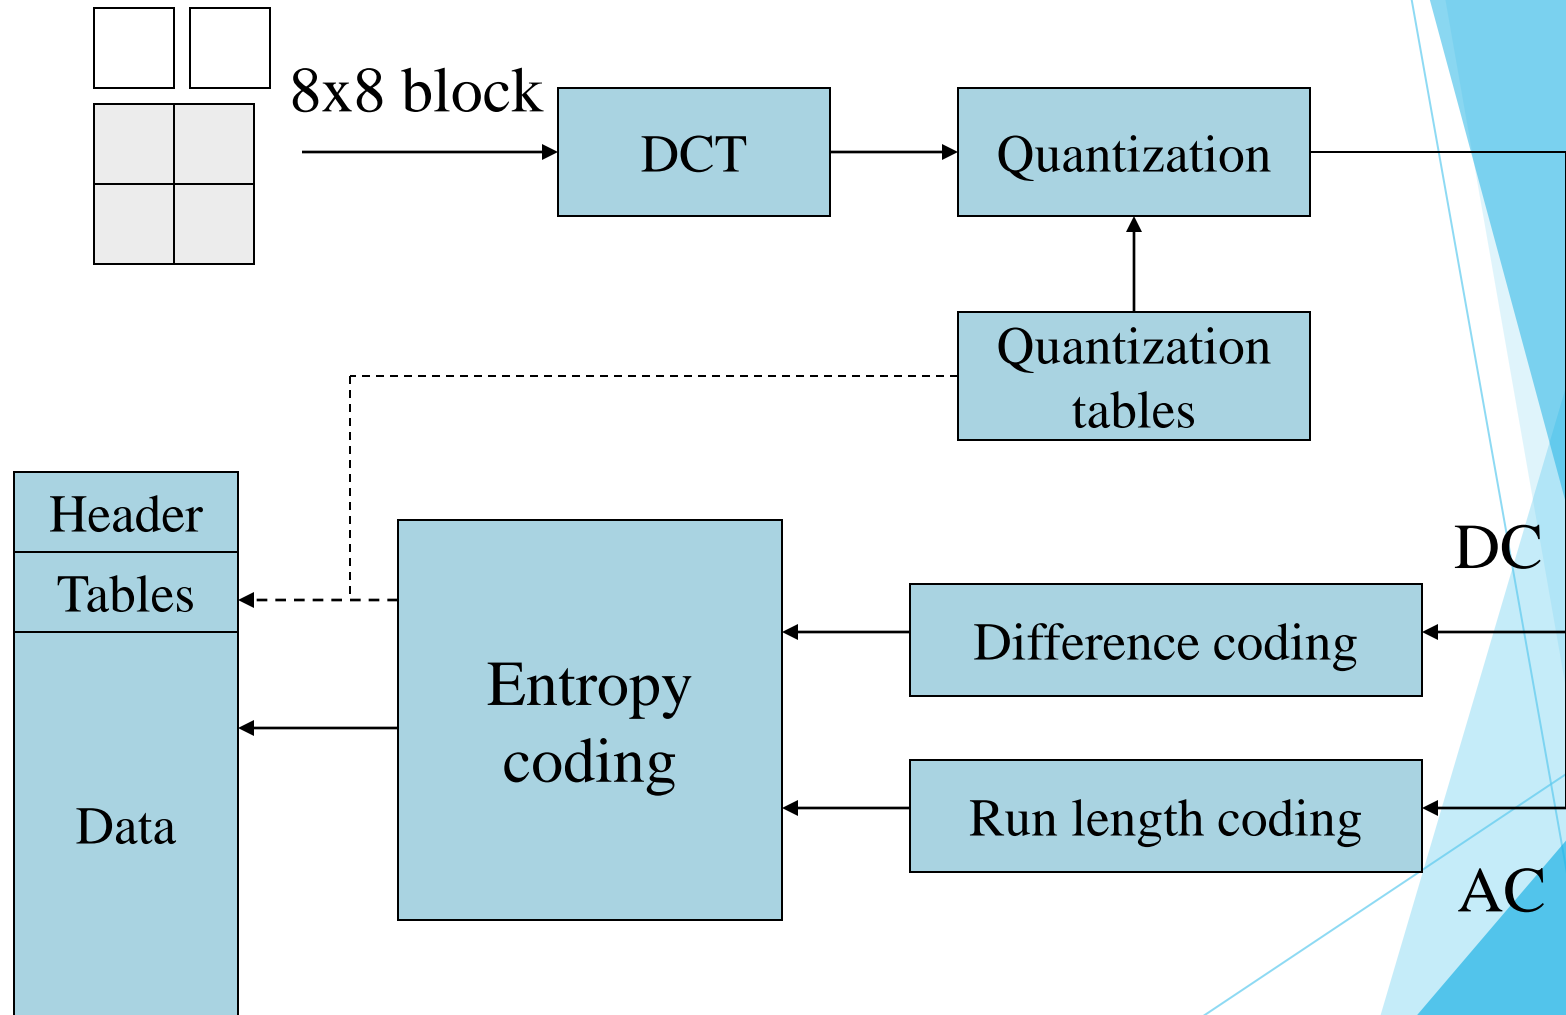 8x8 block
DCT
Quantization
Quantization
tables
Header
Tables
Data
Entropy
coding
DC
Difference coding
Run length coding
AC